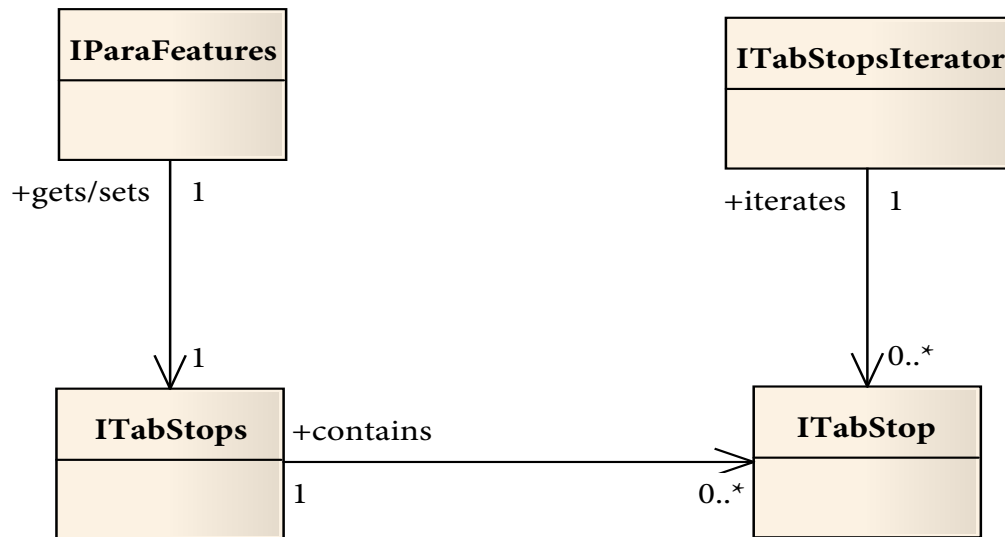 IParaFeatures
ITabStopsIterator
+gets/sets 1
+iterates 1
1
0..*
ITabStops
+contains
ITabStop
1
0..*